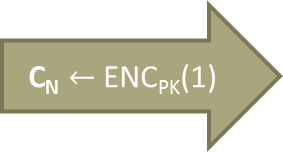 C_N ← ENC_PK(1)